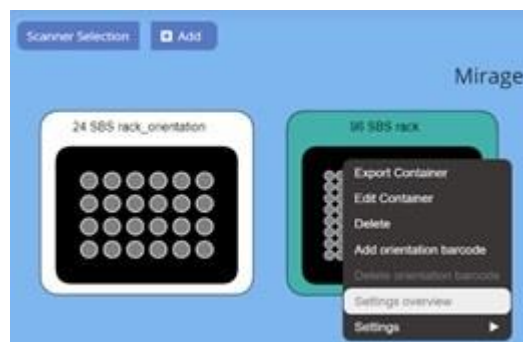 Scanner Selection
Add
Mirage
24 SBS rack_orientation
96 SBS rack
Export Container
Edit Container
Delete
Add orientation barcode
Delete orientation barcode
Settings overview
Settings